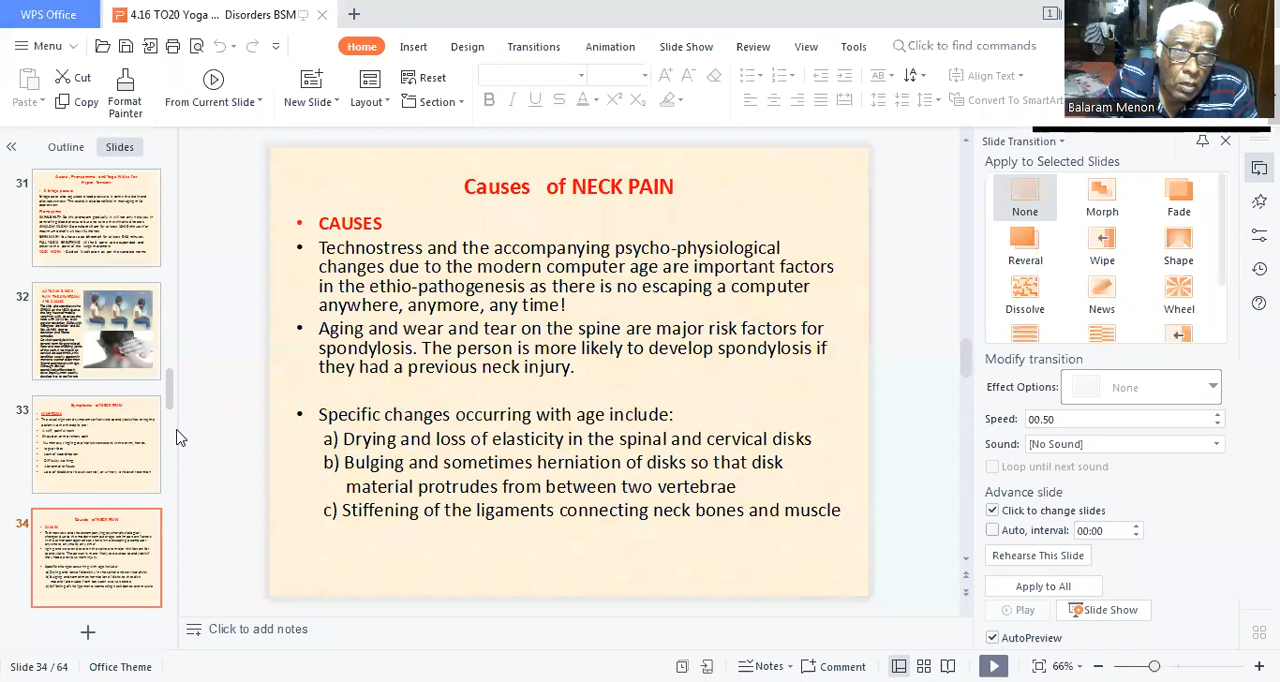 WPS Office
4.16 TO20 Yoga ... Disorders BSM
1
Menu
Home
Insert
Design
Transitions
Animation
Slide Show
Review
View
Tools
Click to find commands
Paste
Cut
Copy
Format
Painter
From Current Slide
New Slide
Layout
Reset
Section
Align Text
Convert To SmartArt
Balaram Menon
Outline
Slides
31
32
33
Symptoms of NECK PAIN
34
Causes of NECK PAIN
Causes of NECK PAIN
• CAUSES
• Technostress and the accompanying psycho-physiological
changes due to the modern computer age are important factors
in the ethio-pathogenesis as there is no escaping a computer
anywhere, anymore, any time!
• Aging and wear and tear on the spine are major risk factors for
spondylosis. The person is more likely to develop spondylosis if
they had a previous neck injury.
• Specific changes occurring with age include:
a) Drying and loss of elasticity in the spinal and cervical disks
b) Bulging and sometimes herniation of disks so that disk
material protrudes from between two vertebrae
c) Stiffening of the ligaments connecting neck bones and muscle
Click to add notes
Slide Transition
Apply to Selected Slides
None
Morph
Fade
Reveral
Wipe
Shape
Dissolve
News
Wheel
Modify transition
Effect Options:
None
Speed:
00.50
Sound:
[No Sound]
Loop until next sound
Advance slide
Click to change slides
Auto, interval:
00:00
Rehearse This Slide
Apply to All
Play
Slide Show
AutoPreview
Slide 34 / 64
Office Theme
Notes
Comment
66%